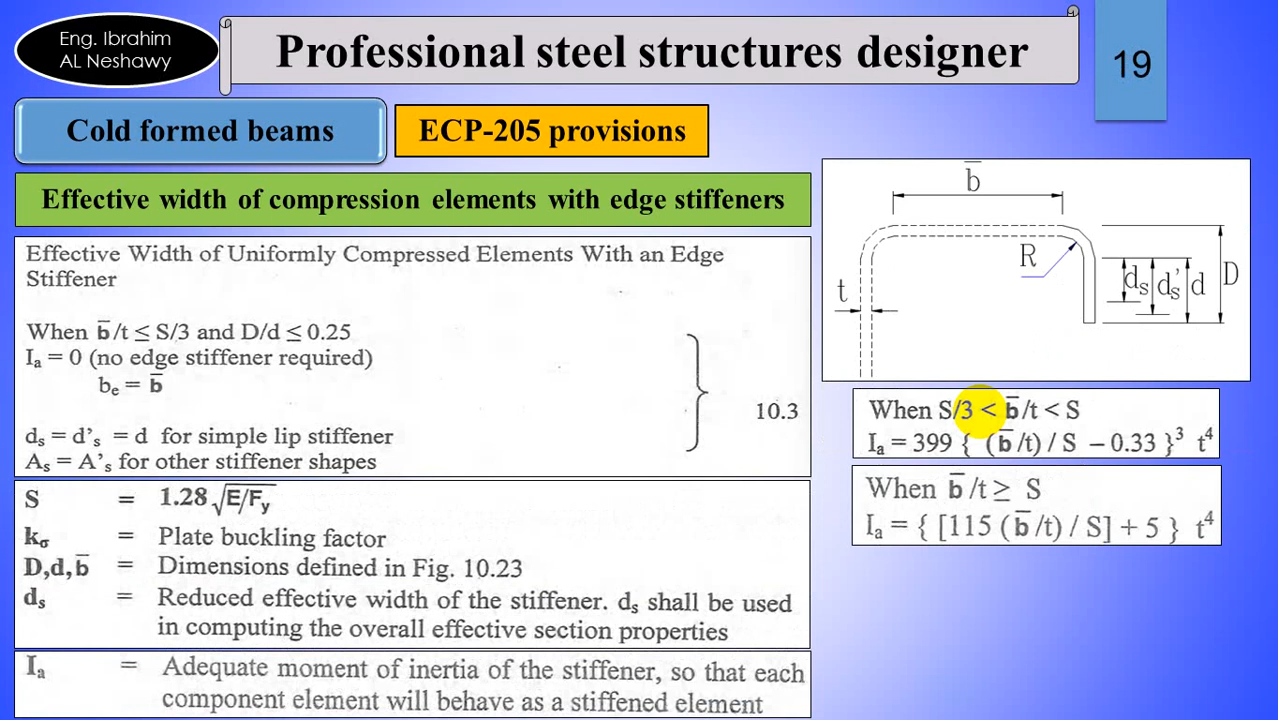 Eng. Ibrahim
AL Neshawy
Professional steel structures designer
19
Cold formed beams
ECP-205 provisions
Effective width of compression elements with edge stiffeners
Effective Width of Uniformly Compressed Elements With an Edge
Stiffener
When b̄/t ≤ S/3 and D/d ≤ 0.25
Iₐ = 0 (no edge stiffener required)
bₑ = b̄
10.3
dₛ = d'ₛ = d for simple lip stiffener
Aₛ = A'ₛ for other stiffener shapes
S = 1.28 √E/Fy
kσ = Plate buckling factor
D,d,b̄ = Dimensions defined in Fig. 10.23
dₛ = Reduced effective width of the stiffener. dₛ shall be used
in computing the overall effective section properties
Iₐ = Adequate moment of inertia of the stiffener, so that each
component element will behave as a stiffened element
b̄
R
t
dₛ
dₛ'
d
D
When S/3 < b̄/t < S
Iₐ = 399 { (b̄/t) / S – 0.33 }³ t⁴
When b̄/t ≥ S
Iₐ = { [115 (b̄/t) / S] + 5 } t⁴